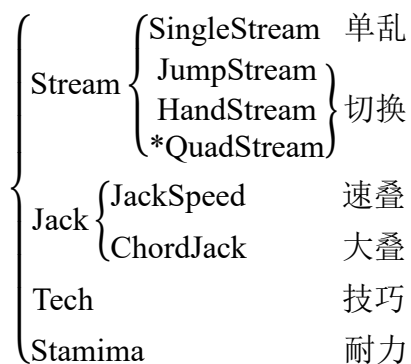 Stream
SingleStream 单乱
JumpStream
HandStream
*QuadStream
切换
Jack
JackSpeed 速叠
ChordJack 大叠
Tech 技巧
Stamima 耐力